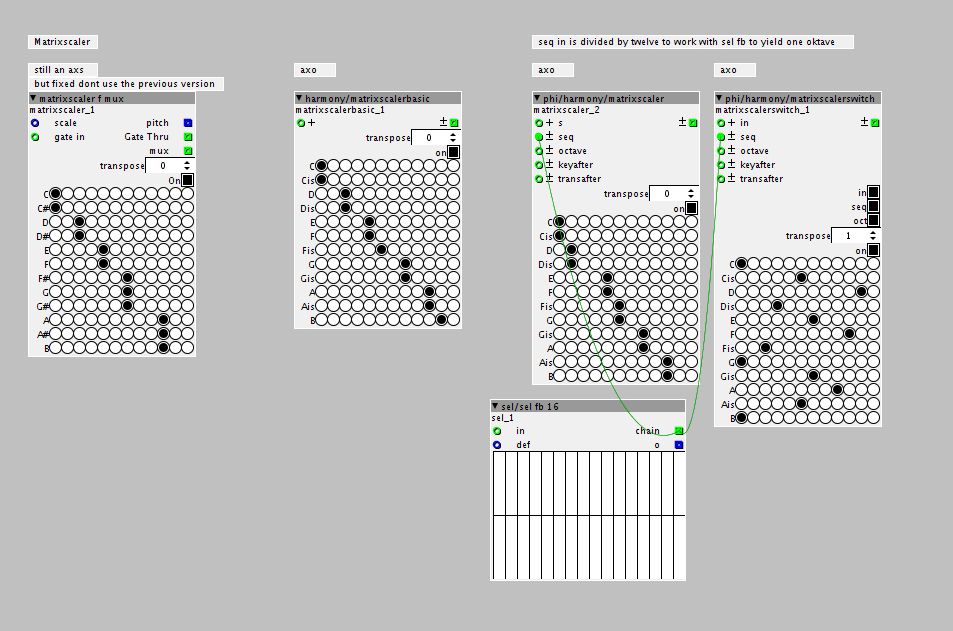 Matrixscaler
seq in is divided by twelve to work with sel fb to yield one oktave
still an axs
axo
axo
axo
but fixed dont use the previous version
matrixscaler f mux
matrixscaler_1
scale
pitch
gate in
Gate Thru
mux
transpose 0
On
C
C#
D
D#
E
F
F#
G
G#
A
A#
B
harmony/matrixscalerbasic
matrixscalerbasic_1
+
±
transpose 0
on
C
Cis
D
Dis
E
F
Fis
G
Gis
A
Ais
B
phi/harmony/matrixscaler
matrixscaler_2
+ s
±
± seq
± octave
± keyafter
± transafter
transpose 0
on
C
Cis
D
Dis
E
F
Fis
G
Gis
A
Ais
B
phi/harmony/matrixscalerswitch
matrixscalerswitch_1
+ in
±
± seq
± octave
± keyafter
± transafter
in
seq
oct
transpose 1
on
C
Cis
D
Dis
E
F
Fis
G
Gis
A
Ais
B
sel/sel fb 16
sel_1
in
chain
def
o